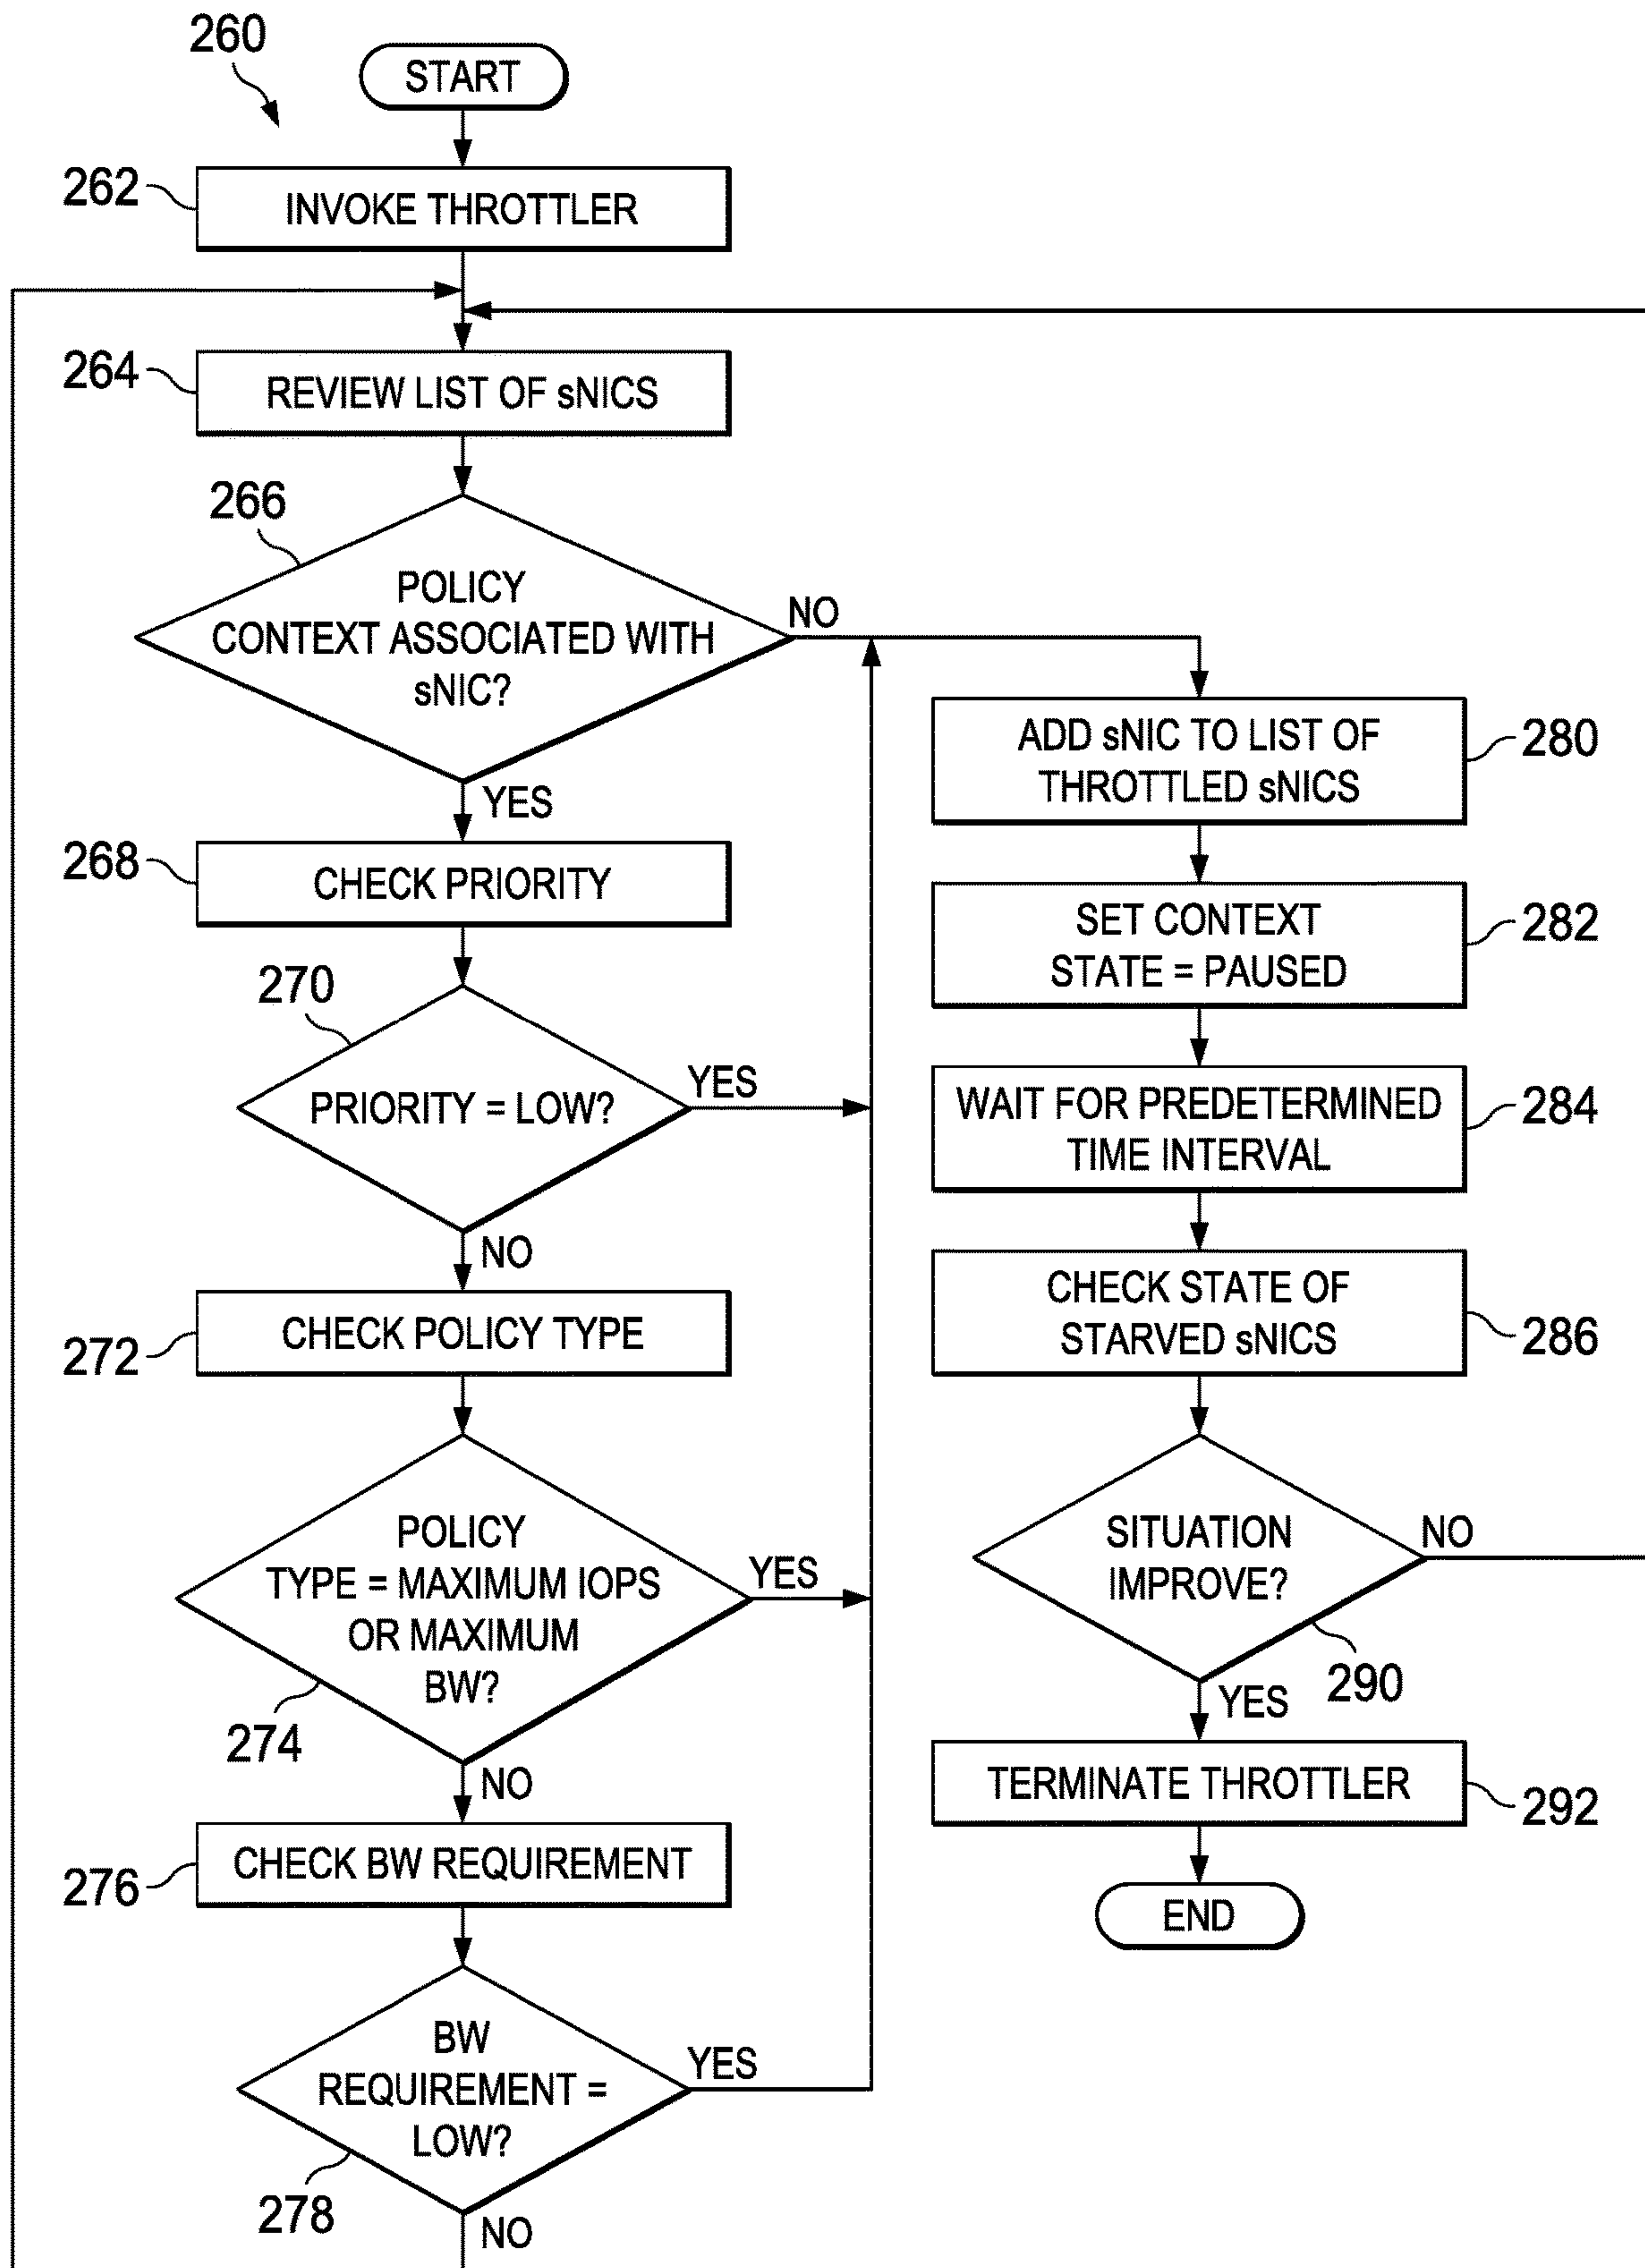 260
START
262
INVOKE THROTTLER
264
REVIEW LIST OF sNICS
266
POLICY
CONTEXT ASSOCIATED WITH
sNIC?
NO
YES
268
CHECK PRIORITY
270
PRIORITY = LOW?
YES
NO
272
CHECK POLICY TYPE
POLICY
TYPE = MAXIMUM IOPS
OR MAXIMUM
BW?
YES
274
NO
276
CHECK BW REQUIREMENT
BW
REQUIREMENT =
LOW?
YES
278
NO
ADD sNIC TO LIST OF
THROTTLED sNICS
280
SET CONTEXT
STATE = PAUSED
282
WAIT FOR PREDETERMINED
TIME INTERVAL
284
CHECK STATE OF
STARVED sNICS
286
SITUATION
IMPROVE?
NO
290
YES
TERMINATE THROTTLER
292
END